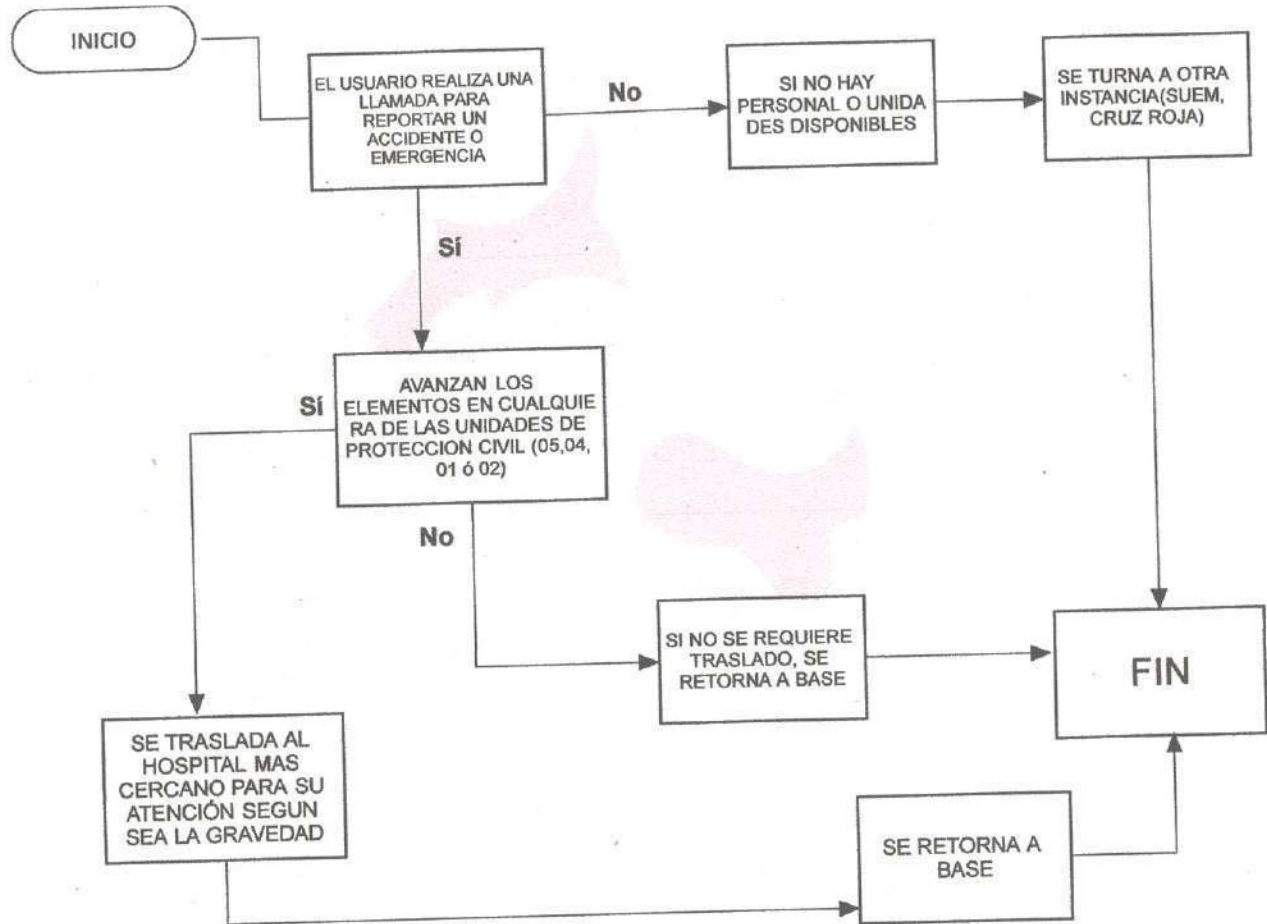 INICIO
EL USUARIO REALIZA UNA
LLAMADA PARA
REPORTAR UN
ACCIDENTE O
EMERGENCIA
No
SI NO HAY
PERSONAL O UNIDA
DES DISPONIBLES
SE TURNA A OTRA
INSTANCIA(SUEM,
CRUZ ROJA)
Sí
AVANZAN LOS
ELEMENTOS EN CUALQUIE
RA DE LAS UNIDADES DE
PROTECCION CIVIL (05,04,
01 ó 02)
Sí
No
SI NO SE REQUIERE
TRASLADO, SE
RETORNA A BASE
FIN
SE TRASLADA AL
HOSPITAL MAS
CERCANO PARA SU
ATENCIÓN SEGUN
SEA LA GRAVEDAD
SE RETORNA A
BASE